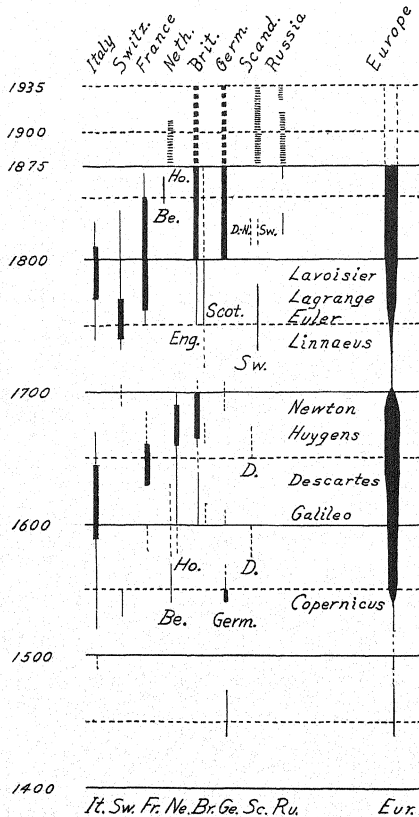 Italy Switz. France Neth. Brit. Germ. Scand. Russia Europe
1935
1900
1875
Ho.
Be.
D.-N. Sw.
1800
Lavoisier
Lagrange
Scot. Euler
Eng. Linnaeus
Sw.
1700
Newton
Huygens
D.
Descartes
Galileo
1600
Ho. D.
Copernicus
Be. Germ.
1500
1400
It. Sw. Fr. Ne. Br. Ge. Sc. Ru. Eur.